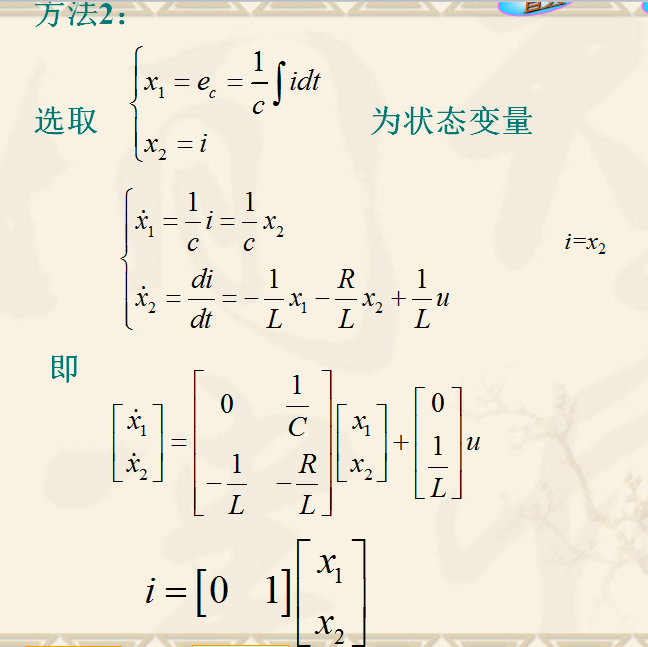 方法2：
选取 { x₁ = e_c = 1/c ∫ idt 为状态变量
x₂ = i
{ ẋ₁ = 1/c i = 1/c x₂
i=x₂
ẋ₂ = di/dt = − 1/L x₁ − R/L x₂ + 1/L u
即
[ẋ₁; ẋ₂] = [0 1/C; −1/L −R/L] [x₁; x₂] + [0; 1/L] u
i = [0 1] [x₁; x₂]